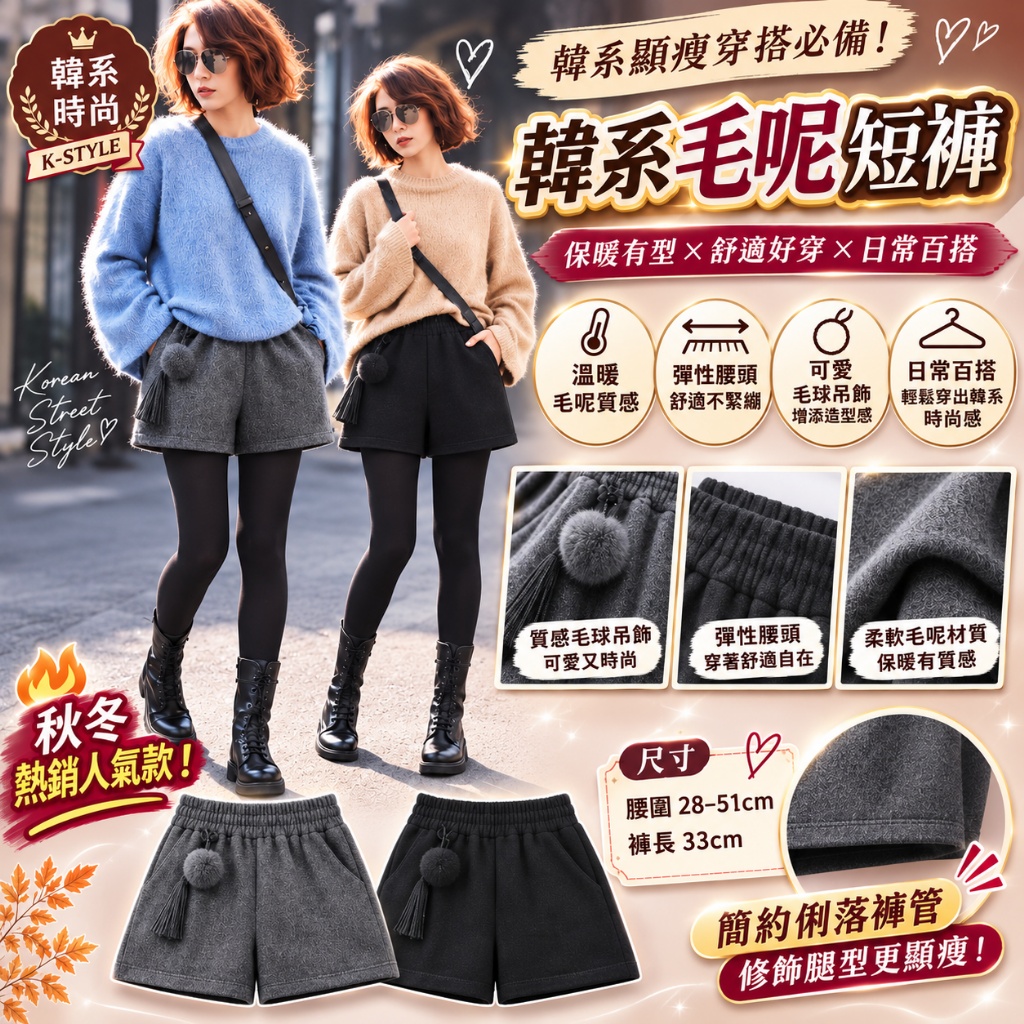 韓系
時尚
K-STYLE
韓系顯瘦穿搭必備!
韓系毛呢短褲
保暖有型×舒適好穿×日常百搭
溫暖
毛呢質感
彈性腰頭
舒適不緊繃
可愛
毛球吊飾
增添造型感
日常百搭
輕鬆穿出韓系
時尚感
Korean
Street
Style
質感毛球吊飾
可愛又時尚
彈性腰頭
穿著舒適自在
柔軟毛呢材質
保暖有質感
秋冬
熱銷人氣款!
尺寸
腰圍 28-51cm
褲長 33cm
簡約俐落褲管
修飾腿型更顯瘦!